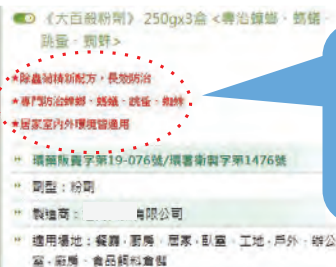 《大百殺粉劑》 250gx3盒 <專治蟑螂、螞蟻、
跳蚤、蜘蛛>
★除蟲菊精新配方，長效防治
★專門防治蟑螂、螞蟻、跳蚤、蜘蛛
★居家室內外環境皆適用
環藥販賣字第19-076號/環署衛製字第1476號
劑型：粉劑
製造商： 有限公司
適用場地：餐廳、廚房、居家、臥室、工地、戶外、辦公
室、廁房、食品飼料倉儲